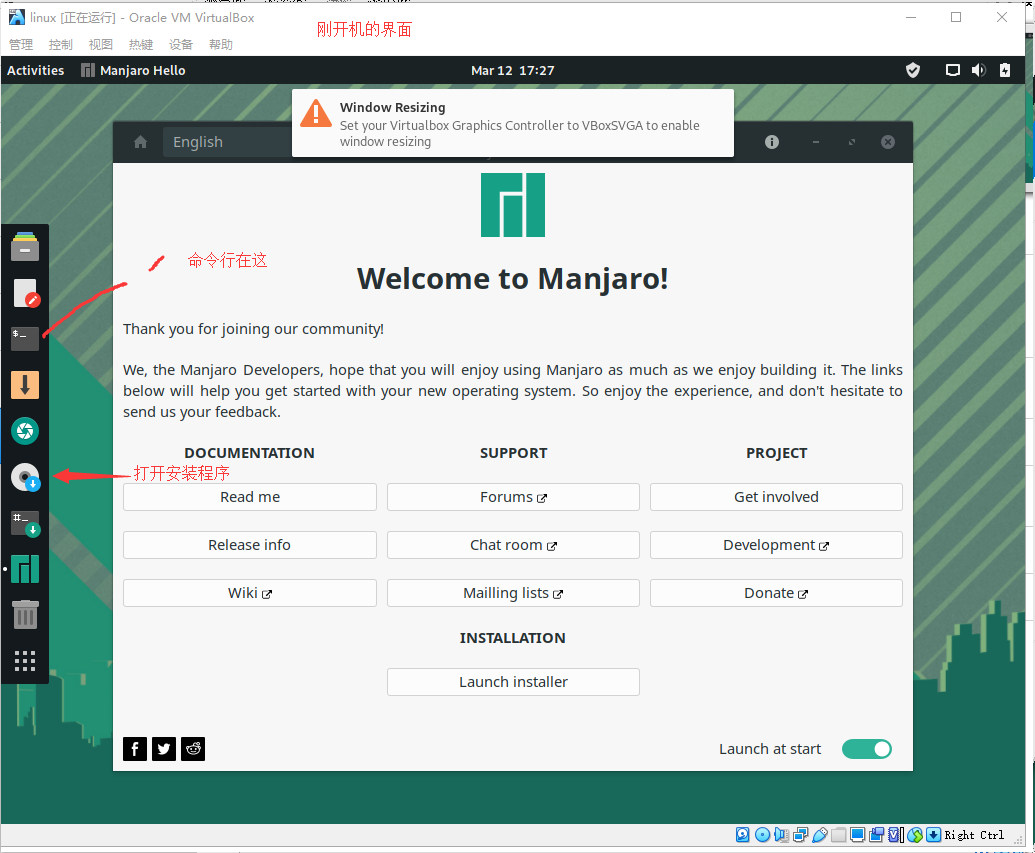 linux [正在运行] - Oracle VM VirtualBox
刚开机的界面
管理 控制 视图 热键 设备 帮助
Activities Manjaro Hello Mar 12 17:27
Window Resizing
Set your Virtualbox Graphics Controller to VBoxSVGA to enable
window resizing
English
命令行在这
Welcome to Manjaro!
Thank you for joining our community!
We, the Manjaro Developers, hope that you will enjoy using Manjaro as much as we enjoy building it. The links
below will help you get started with your new operating system. So enjoy the experience, and don't hesitate to
send us your feedback.
DOCUMENTATION SUPPORT PROJECT
打开安装程序
Read me Forums Get involved
Release info Chat room Development
Wiki Mailling lists Donate
INSTALLATION
Launch installer
Launch at start
Right Ctrl